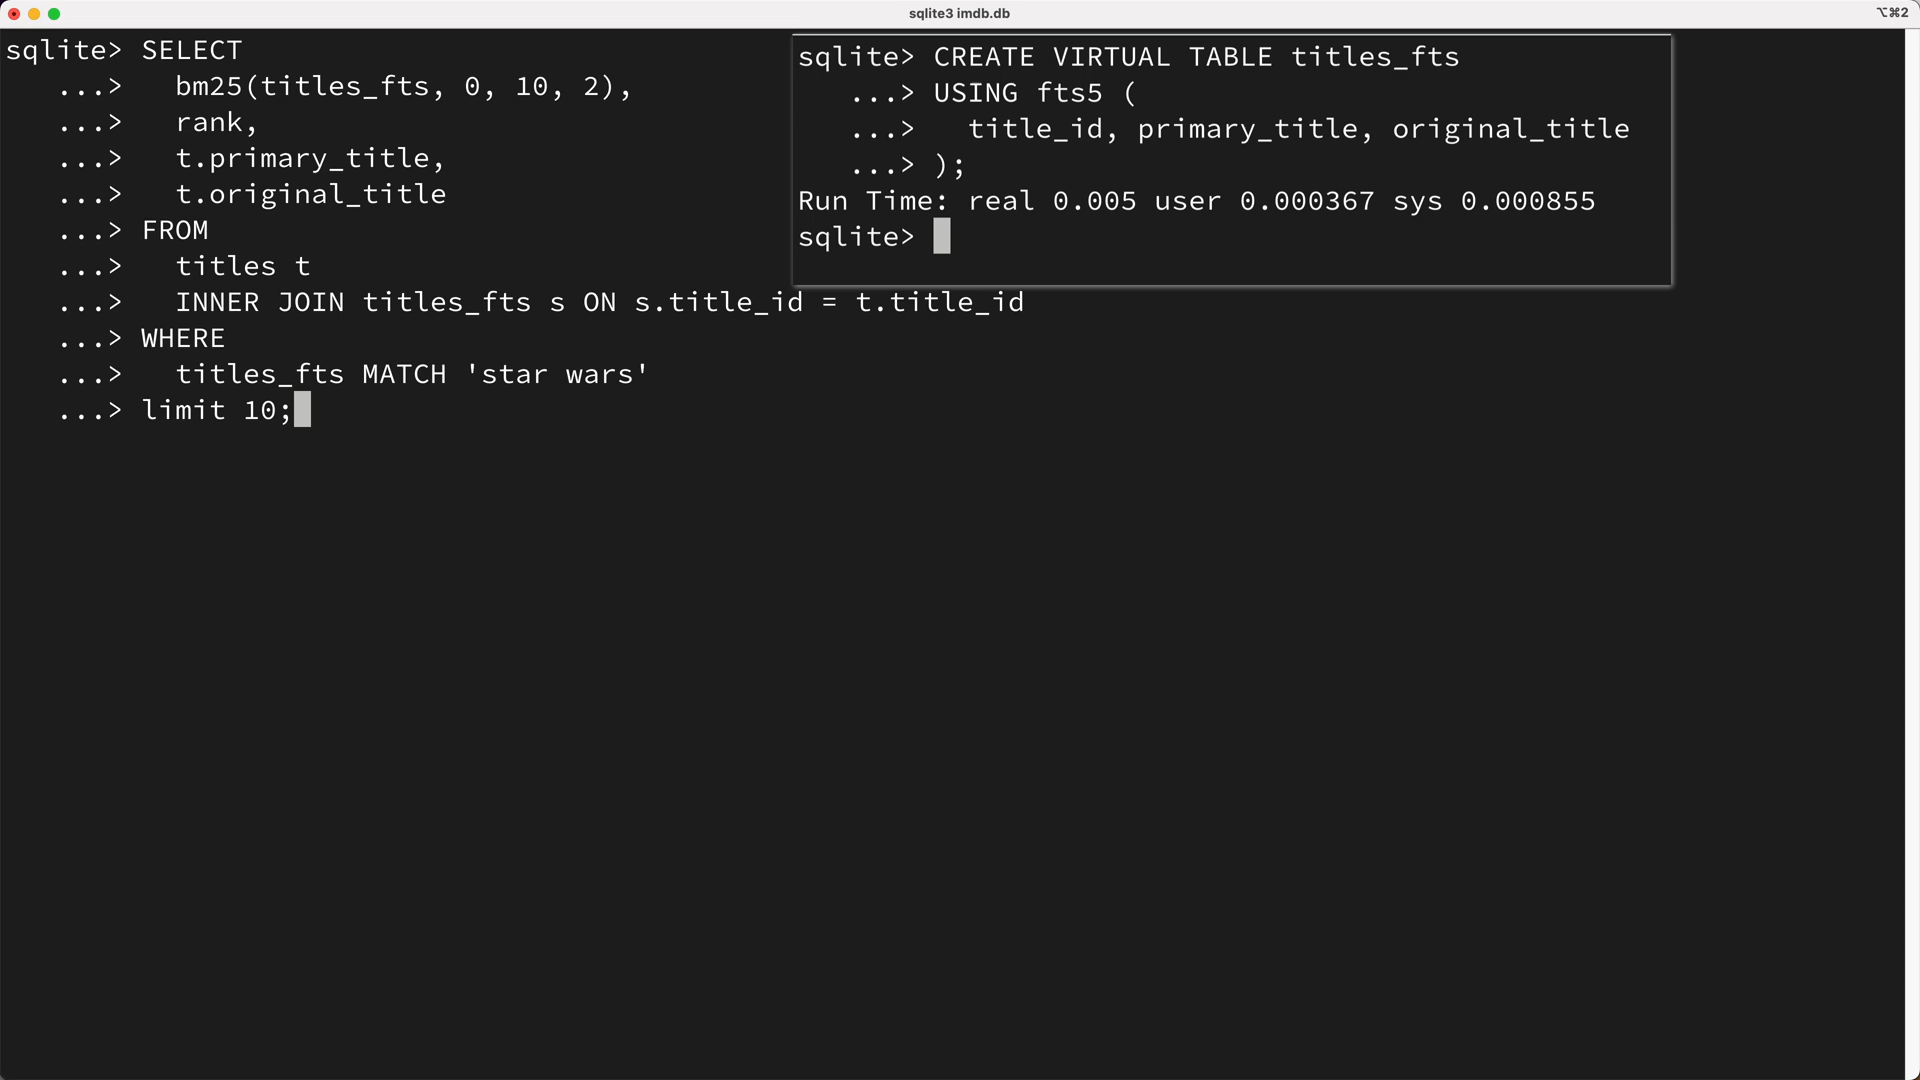 sqlite3 imdb.db
⌥⌘2
sqlite> SELECT
...> bm25(titles_fts, 0, 10, 2),
...> rank,
...> t.primary_title,
...> t.original_title
...> FROM
...> titles t
...> INNER JOIN titles_fts s ON s.title_id = t.title_id
...> WHERE
...> titles_fts MATCH 'star wars'
...> limit 10;
sqlite> CREATE VIRTUAL TABLE titles_fts
...> USING fts5 (
...> title_id, primary_title, original_title
...> );
Run Time: real 0.005 user 0.000367 sys 0.000855
sqlite>